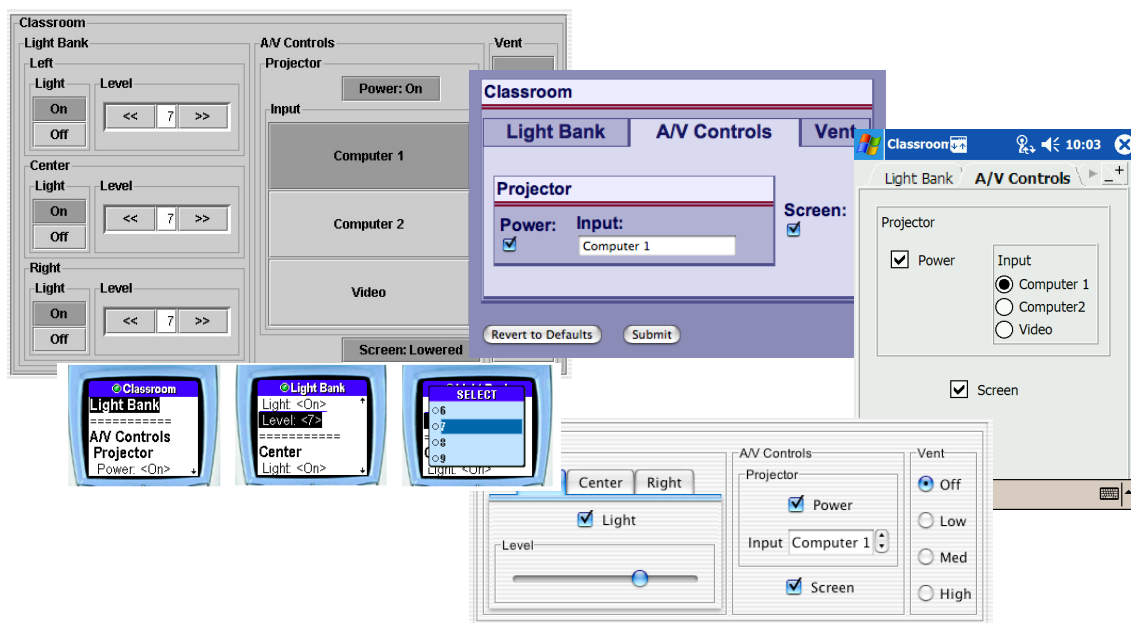 Classroom
Light Bank
Left
Light
Level
On
Off
<<
7
>>
Center
Light
Level
On
Off
<<
7
>>
Right
Light
Level
On
Off
<<
7
>>
A/V Controls
Projector
Power: On
Input
Computer 1
Computer 2
Video
Screen: Lowered
Vent
Classroom
Light Bank
A/V Controls
Vent
Projector
Power:
Input:
Computer 1
Screen:
Revert to Defaults
Submit
Classroom
10:03
Light Bank
A/V Controls
Projector
Power
Input
Computer 1
Computer2
Video
Screen
Classroom
Light Bank
===========
A/V Controls
Projector
Power: <On>
Light Bank
Light: <On>
Level: <7>
===========
Center
Light: <On>
SELECT
6
7
8
9
Light: <On>
Center
Right
Light
Level
A/V Controls
Projector
Power
Input
Computer 1
Screen
Vent
Off
Low
Med
High